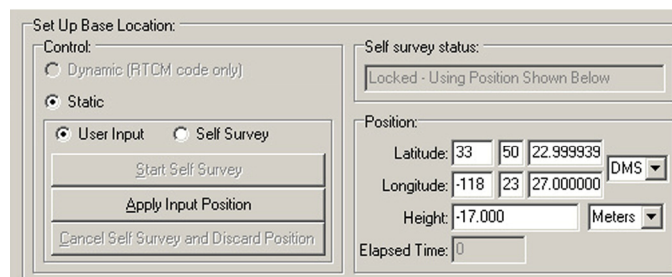 Set Up Base Location:
Control:
Dynamic (RTCM code only)
Static
User Input Self Survey
Start Self Survey
Apply Input Position
Cancel Self Survey and Discard Position
Self survey status:
Locked - Using Position Shown Below
Position:
Latitude: 33 50 22.999939
DMS
Longitude: -118 23 27.000000
Height: -17.000 Meters
Elapsed Time: 0